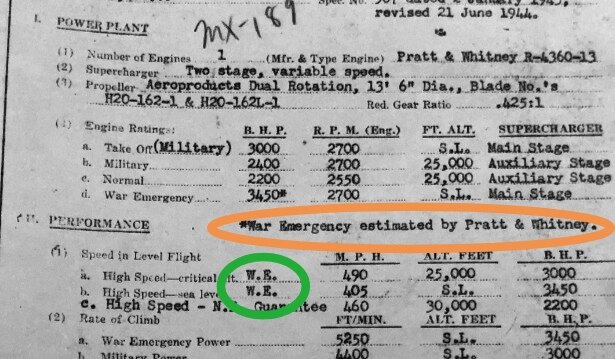 Spec. No.
revised 21 June 1944.
MX-189
I. POWER PLANT
(1) Number of Engines 1 (Mfr. & Type Engine) Pratt & Whitney R-4360-13
(2) Supercharger Two stage, variable speed.
(3) Propeller Aeroproducts Dual Rotation, 13' 6" Dia., Blade No.'s
H20-162-1 & H20-162L-1 Red. Gear Ratio .425:1
Engine Ratings: B. H. P. R. P. M. (Eng.) FT. ALT. SUPERCHARGER
a. Take Off (Military) 3000 2700 S.L. Main Stage
b. Military 2400 2700 25,000 Auxiliary Stage
c. Normal 2200 2550 25,000 Auxiliary Stage
d. War Emergency 3450* 2700 S.L. Main Stage
II. PERFORMANCE *War Emergency estimated by Pratt & Whitney.
(1) Speed in Level Flight M. P. H. ALT. FEET B. H. P.
a. High Speed—critical alt. W.E. 490 25,000 3000
b. High Speed—sea level W.E. 405 S.L. 3450
c. High Speed - Guarantee 460 30,000 2200
(2) Rate of Climb FT/MIN. ALT. FEET B. H. P.
a. War Emergency Power 5250 S.L. 3450
b. Military Power 4400 S.L. 3000